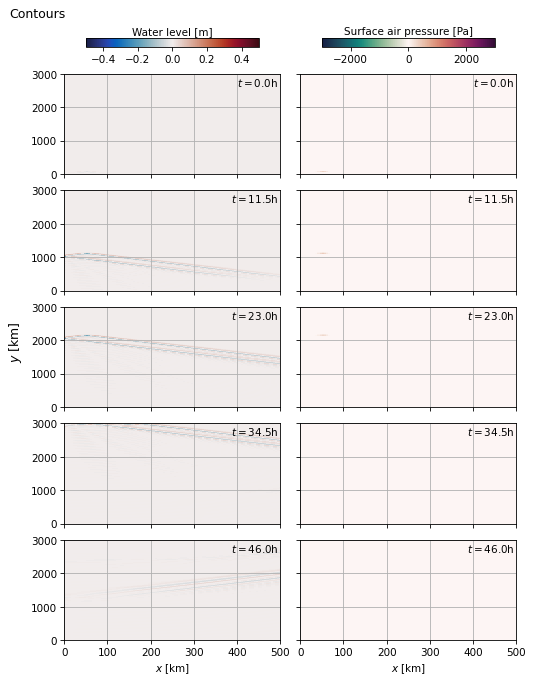 Contours
Water level [m]
Surface air pressure [Pa]
−0.4 −0.2 0.0 0.2 0.4
−2000 0 2000
3000
2000
1000
0
t = 0.0h
t = 0.0h
3000
2000
1000
0
t = 11.5h
t = 11.5h
3000
2000
1000
0
t = 23.0h
t = 23.0h
y [km]
3000
2000
1000
0
t = 34.5h
t = 34.5h
3000
2000
1000
0
t = 46.0h
t = 46.0h
0 100 200 300 400 500
0 100 200 300 400 500
x [km]
x [km]